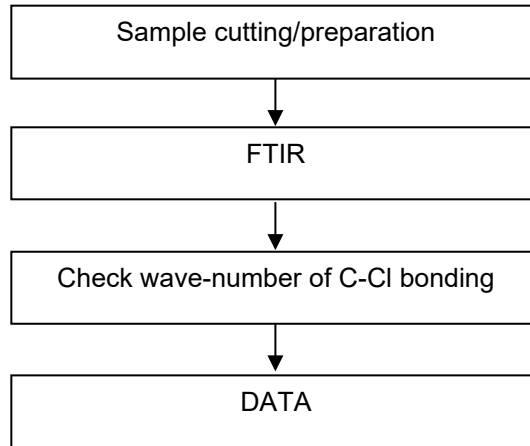 Sample cutting/preparation
FTIR
Check wave-number of C-Cl bonding
DATA